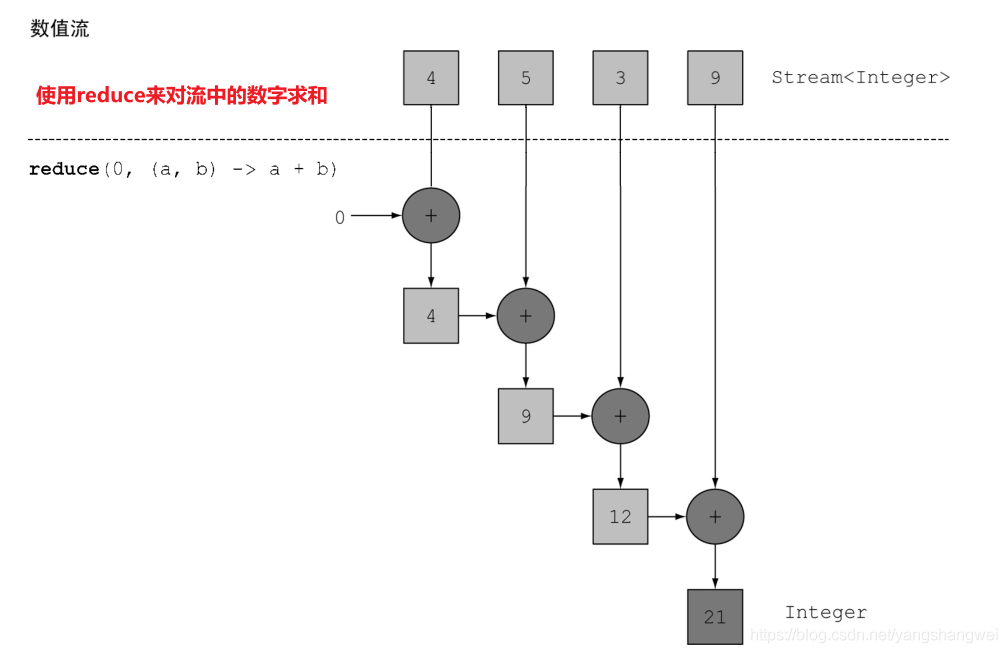 数值流
4 5 3 9 Stream<Integer>
使用reduce来对流中的数字求和
reduce(0, (a, b) -> a + b)
0 +
4 +
9 +
12 +
21 Integer
https://blog.csdn.net/yangshangwei